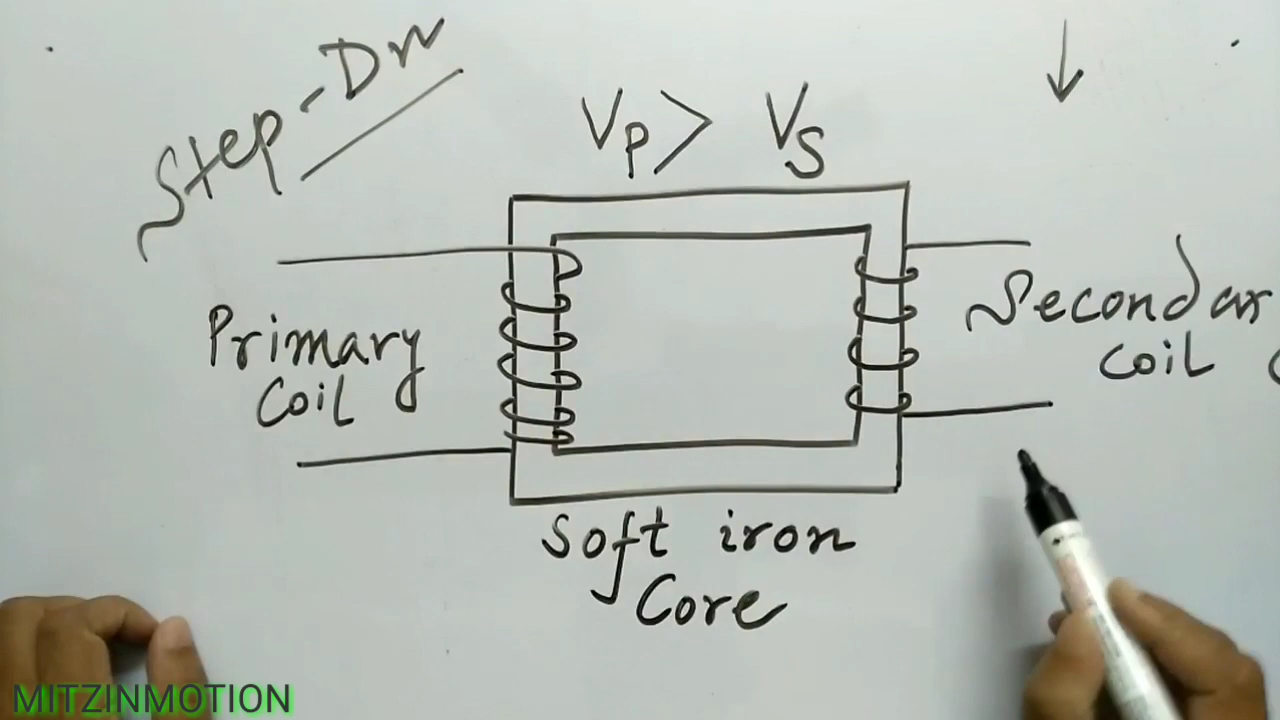 Step-Dn
Vp > Vs
Primary
Coil
Secondar
Coil
Soft iron
Core
MITZINMOTION